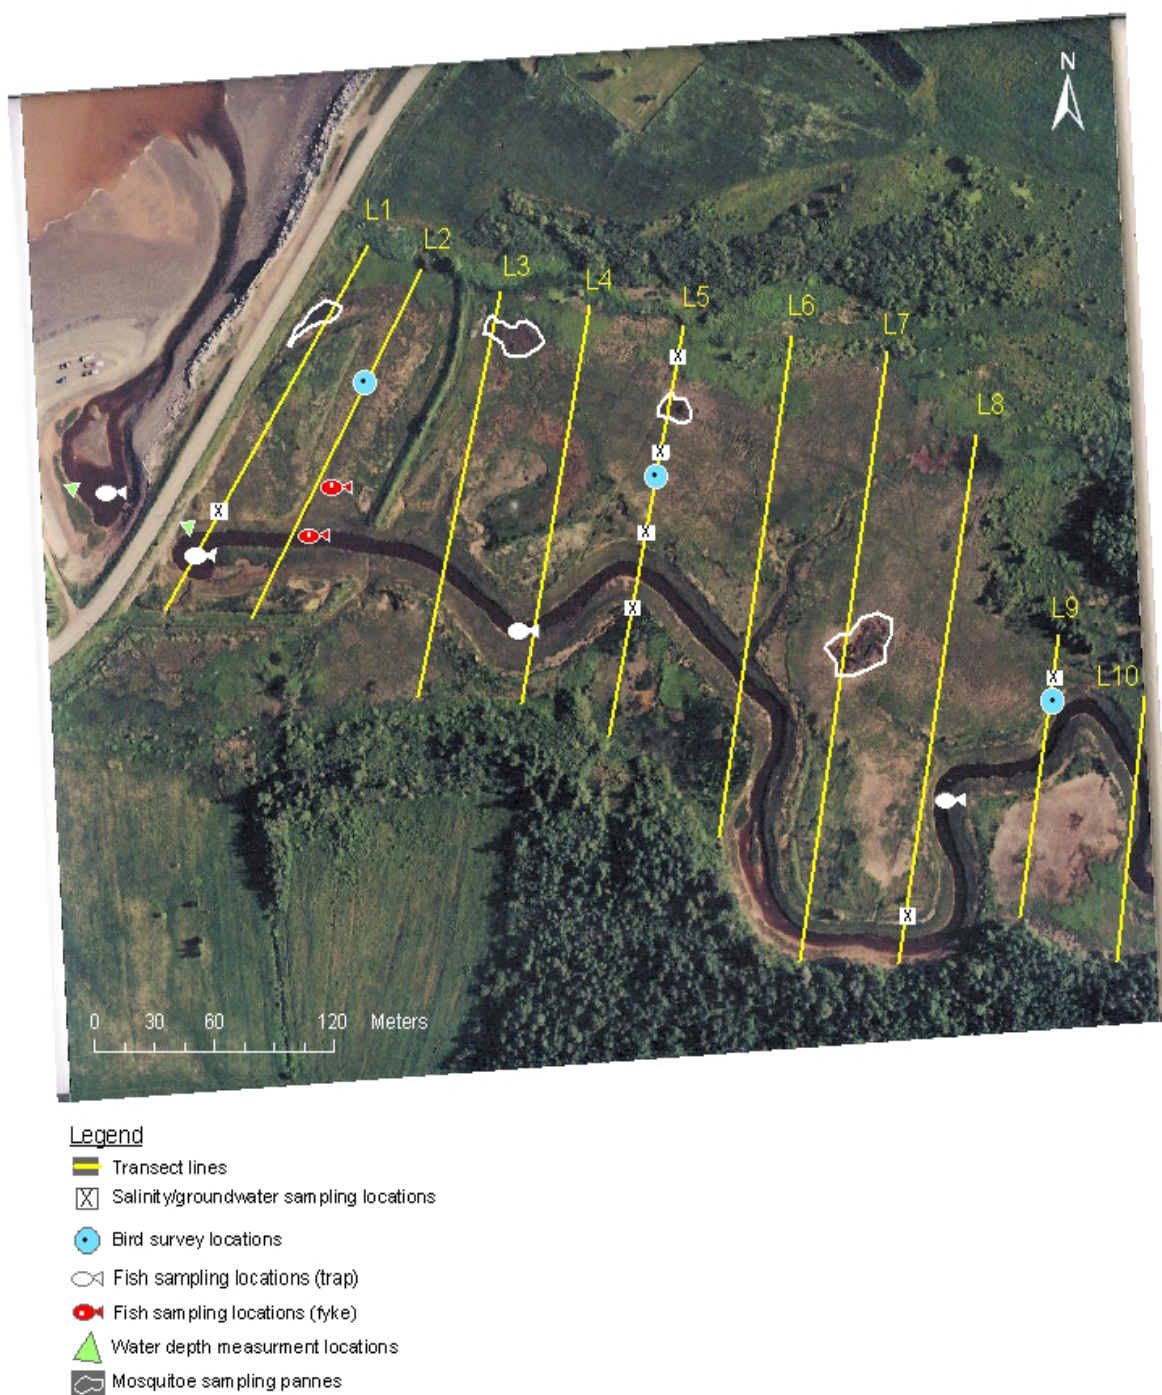 N
L1
L2
L3
L4
L5
L6
L7
L8
L9
L10
X
X
X
X
X
X
X
0 30 60 120 Meters
Legend
Transect lines
X Salinity/groundwater sampling locations
Bird survey locations
Fish sampling locations (trap)
Fish sampling locations (fyke)
Water depth measurment locations
Mosquitoe sampling pannes